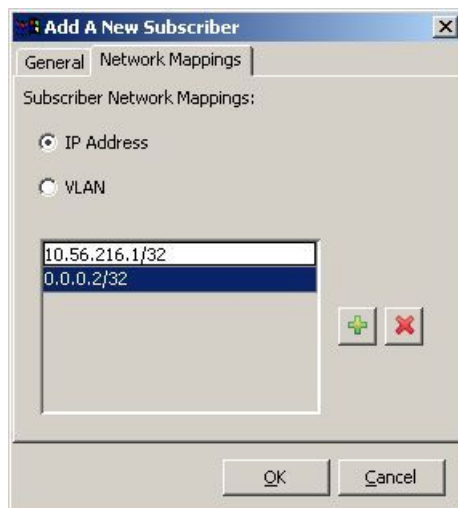 Add A New Subscriber
General Network Mappings
Subscriber Network Mappings:
IP Address
VLAN
10.56.216.1/32
0.0.0.2/32
OK Cancel